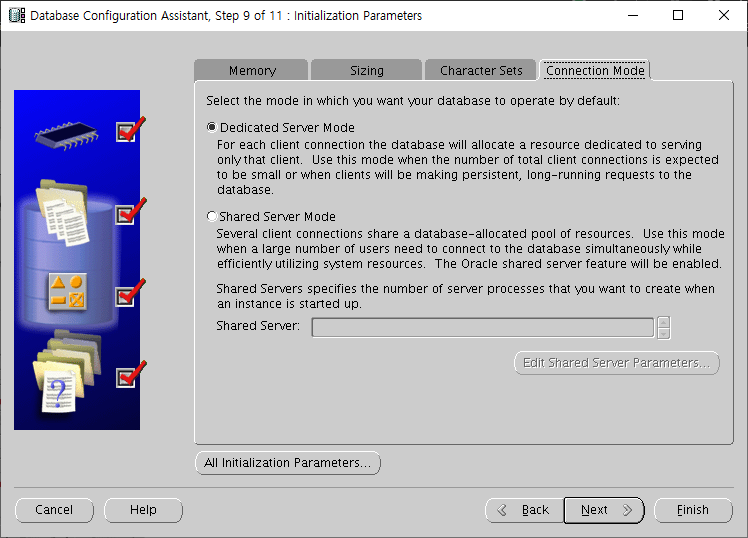 Database Configuration Assistant, Step 9 of 11 : Initialization Parameters
Memory
Sizing
Character Sets
Connection Mode
Select the mode in which you want your database to operate by default:
Dedicated Server Mode
For each client connection the database will allocate a resource dedicated to serving
only that client.  Use this mode when the number of total client connections is expected
to be small or when clients will be making persistent, long-running requests to the
database.
Shared Server Mode
Several client connections share a database-allocated pool of resources.  Use this mode
when a large number of users need to connect to the database simultaneously while
efficiently utilizing system resources.  The Oracle shared server feature will be enabled.
Shared Servers specifies the number of server processes that you want to create when
an instance is started up.
Shared Server:
Edit Shared Server Parameters...
?
All Initialization Parameters...
Cancel
Help
Back
Next
Finish